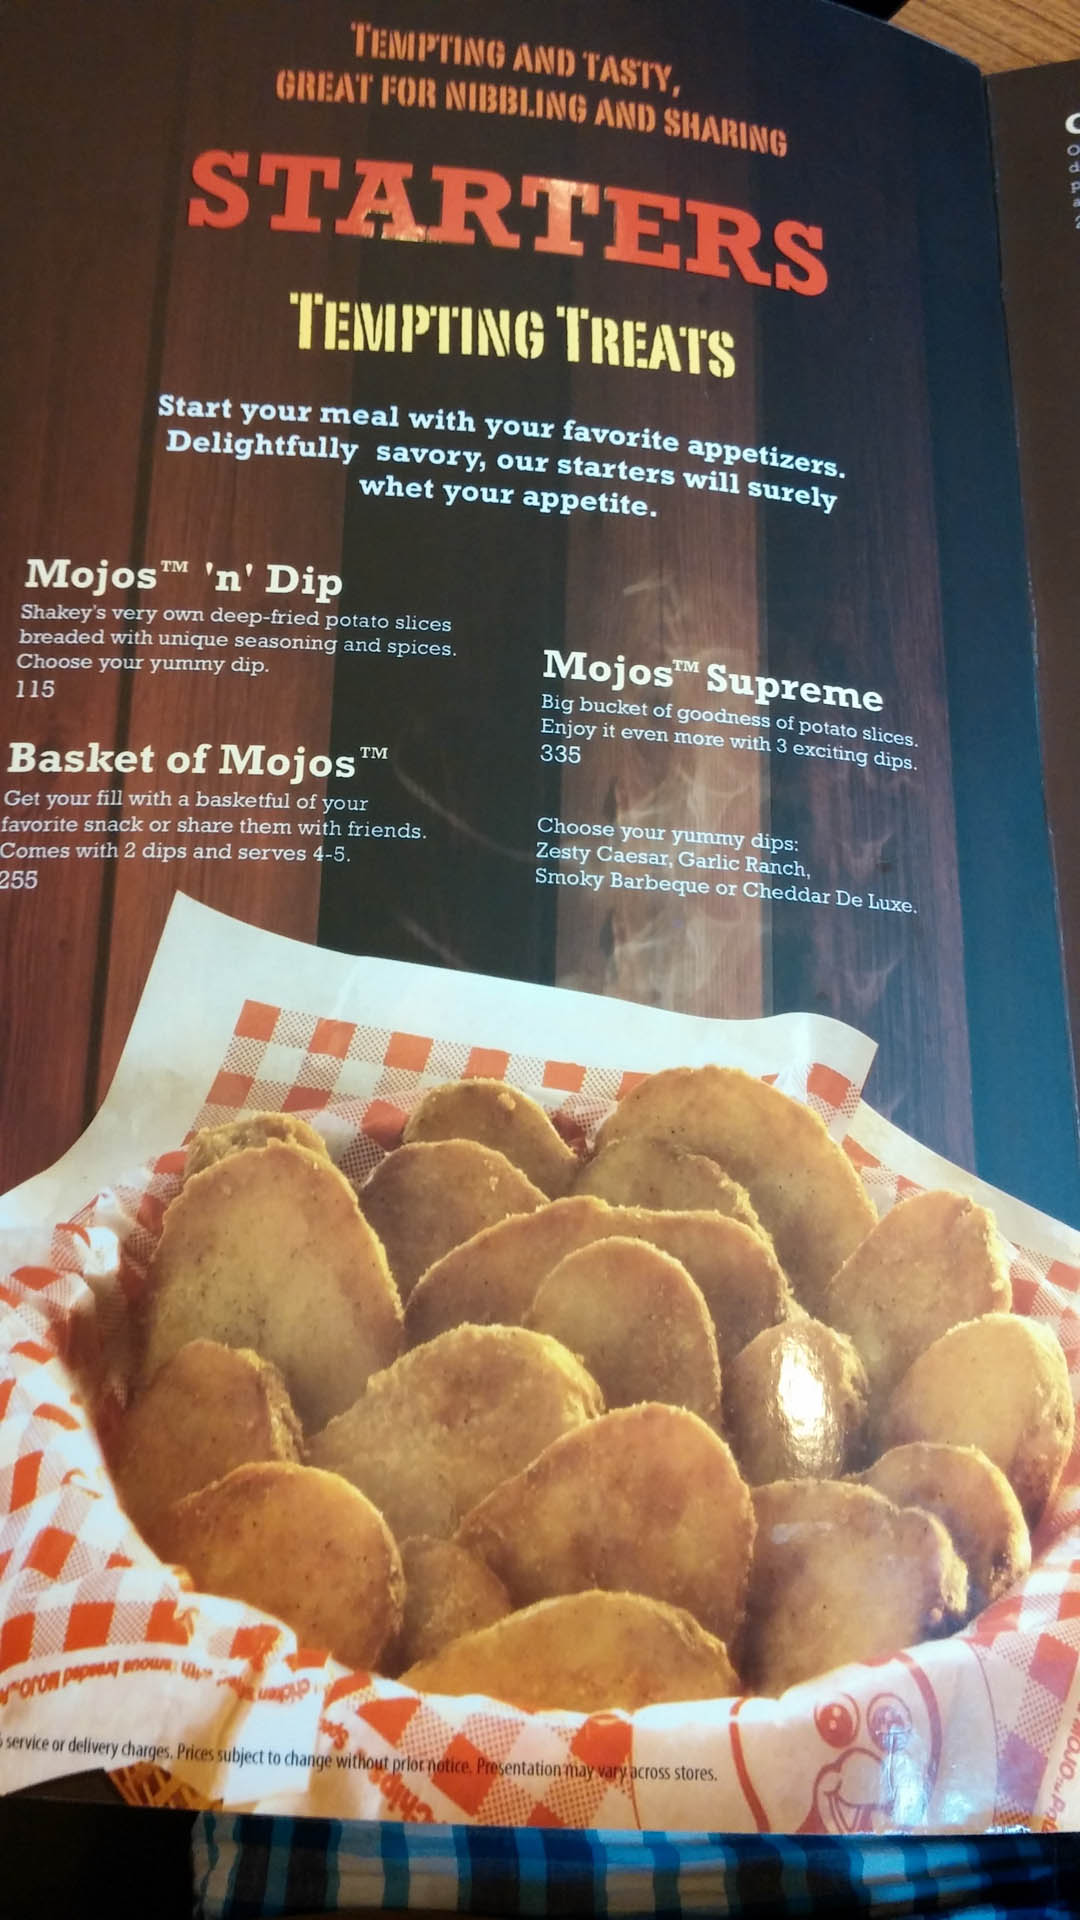 TEMPTING AND TASTY,
GREAT FOR NIBBLING AND SHARING
STARTERS
TEMPTING TREATS
Start your meal with your favorite appetizers.
Delightfully savory, our starters will surely
whet your appetite.
Mojos™ 'n' Dip
Shakey's very own deep-fried potato slices
breaded with unique seasoning and spices.
Choose your yummy dip.
115
Basket of Mojos™
Get your fill with a basketful of your
favorite snack or share them with friends.
Comes with 2 dips and serves 4-5.
255
Mojos™ Supreme
Big bucket of goodness of potato slices.
Enjoy it even more with 3 exciting dips.
335
Choose your yummy dips:
Zesty Caesar, Garlic Ranch,
Smoky Barbeque or Cheddar De Luxe.
service or delivery charges. Prices subject to change without prior notice. Presentation may vary across stores.